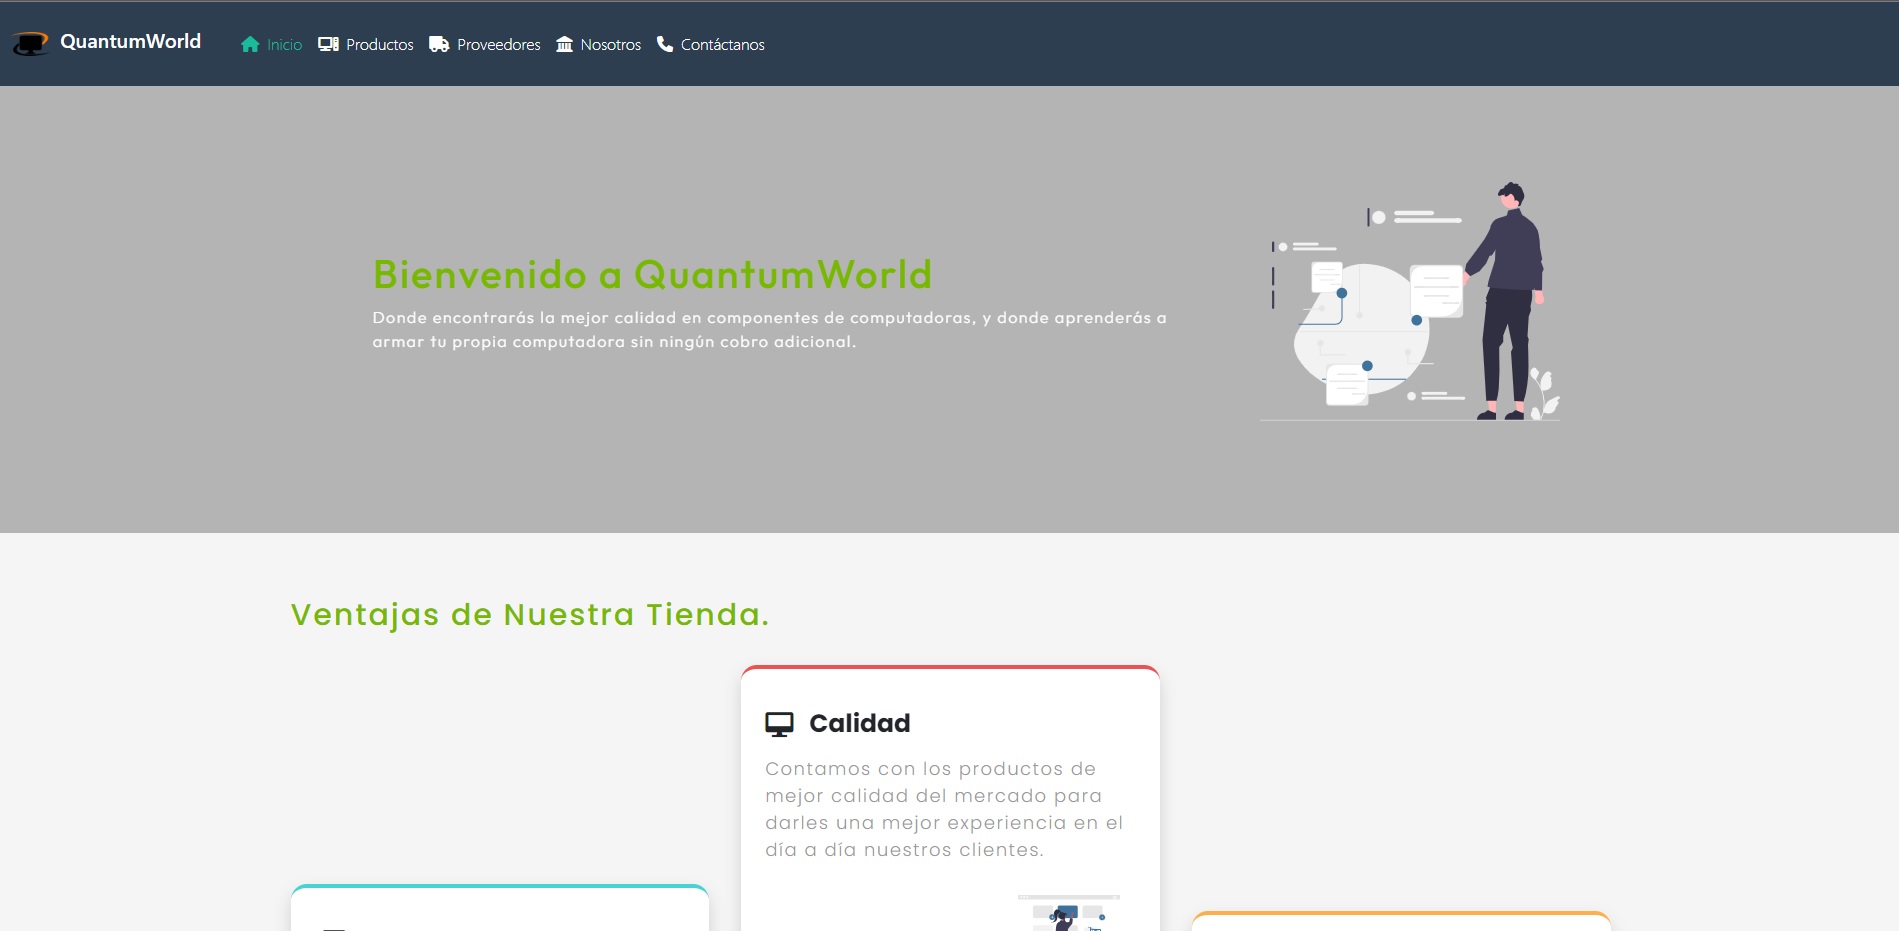 QuantumWorld
Inicio
Productos
Proveedores
Nosotros
Contáctanos
Bienvenido a QuantumWorld
Donde encontrarás la mejor calidad en componentes de computadoras, y donde aprenderás a
armar tu propia computadora sin ningún cobro adicional.
Ventajas de Nuestra Tienda.
Calidad
Contamos con los productos de
mejor calidad del mercado para
darles una mejor experiencia en el
día a día nuestros clientes.